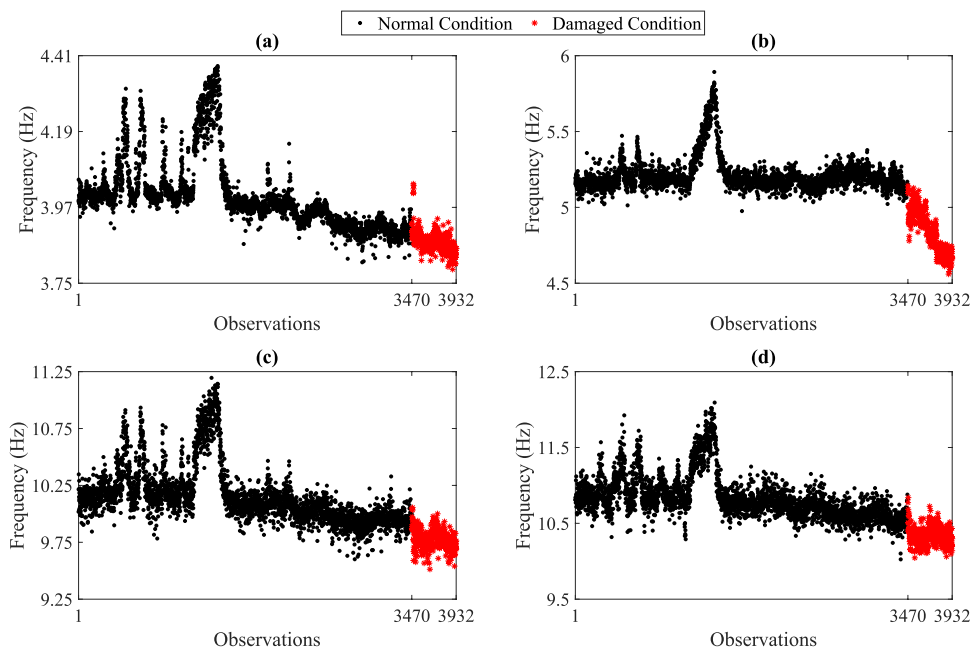 Normal Condition Damaged Condition
(a)
4.41
4.19
3.97
3.75
Frequency (Hz)
1 3470 3932
Observations
(b)
6
5.5
5
4.5
Frequency (Hz)
1 3470 3932
Observations
(c)
11.25
10.75
10.25
9.75
9.25
Frequency (Hz)
1 3470 3932
Observations
(d)
12.5
11.5
10.5
9.5
Frequency (Hz)
1 3470 3932
Observations